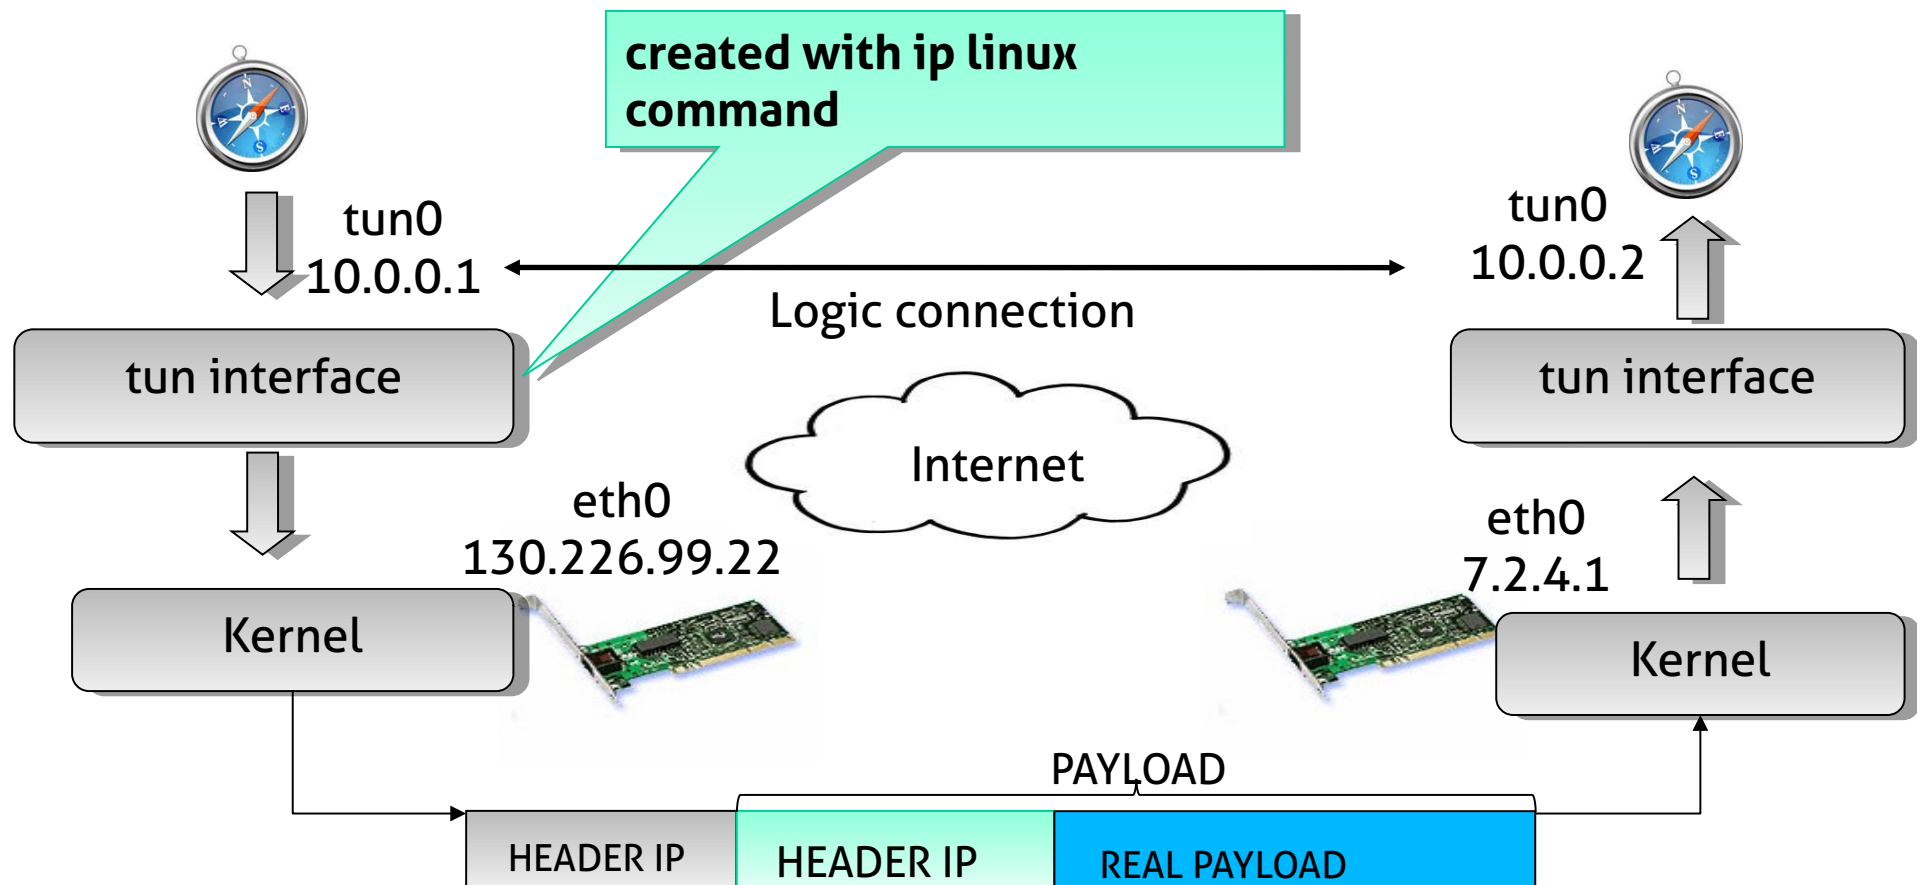 created with ip linux
command
tun0
10.0.0.1
tun0
10.0.0.2
Logic connection
tun interface
tun interface
Internet
eth0
130.226.99.22
eth0
7.2.4.1
Kernel
Kernel
PAYLOAD
HEADER IP
HEADER IP
REAL PAYLOAD